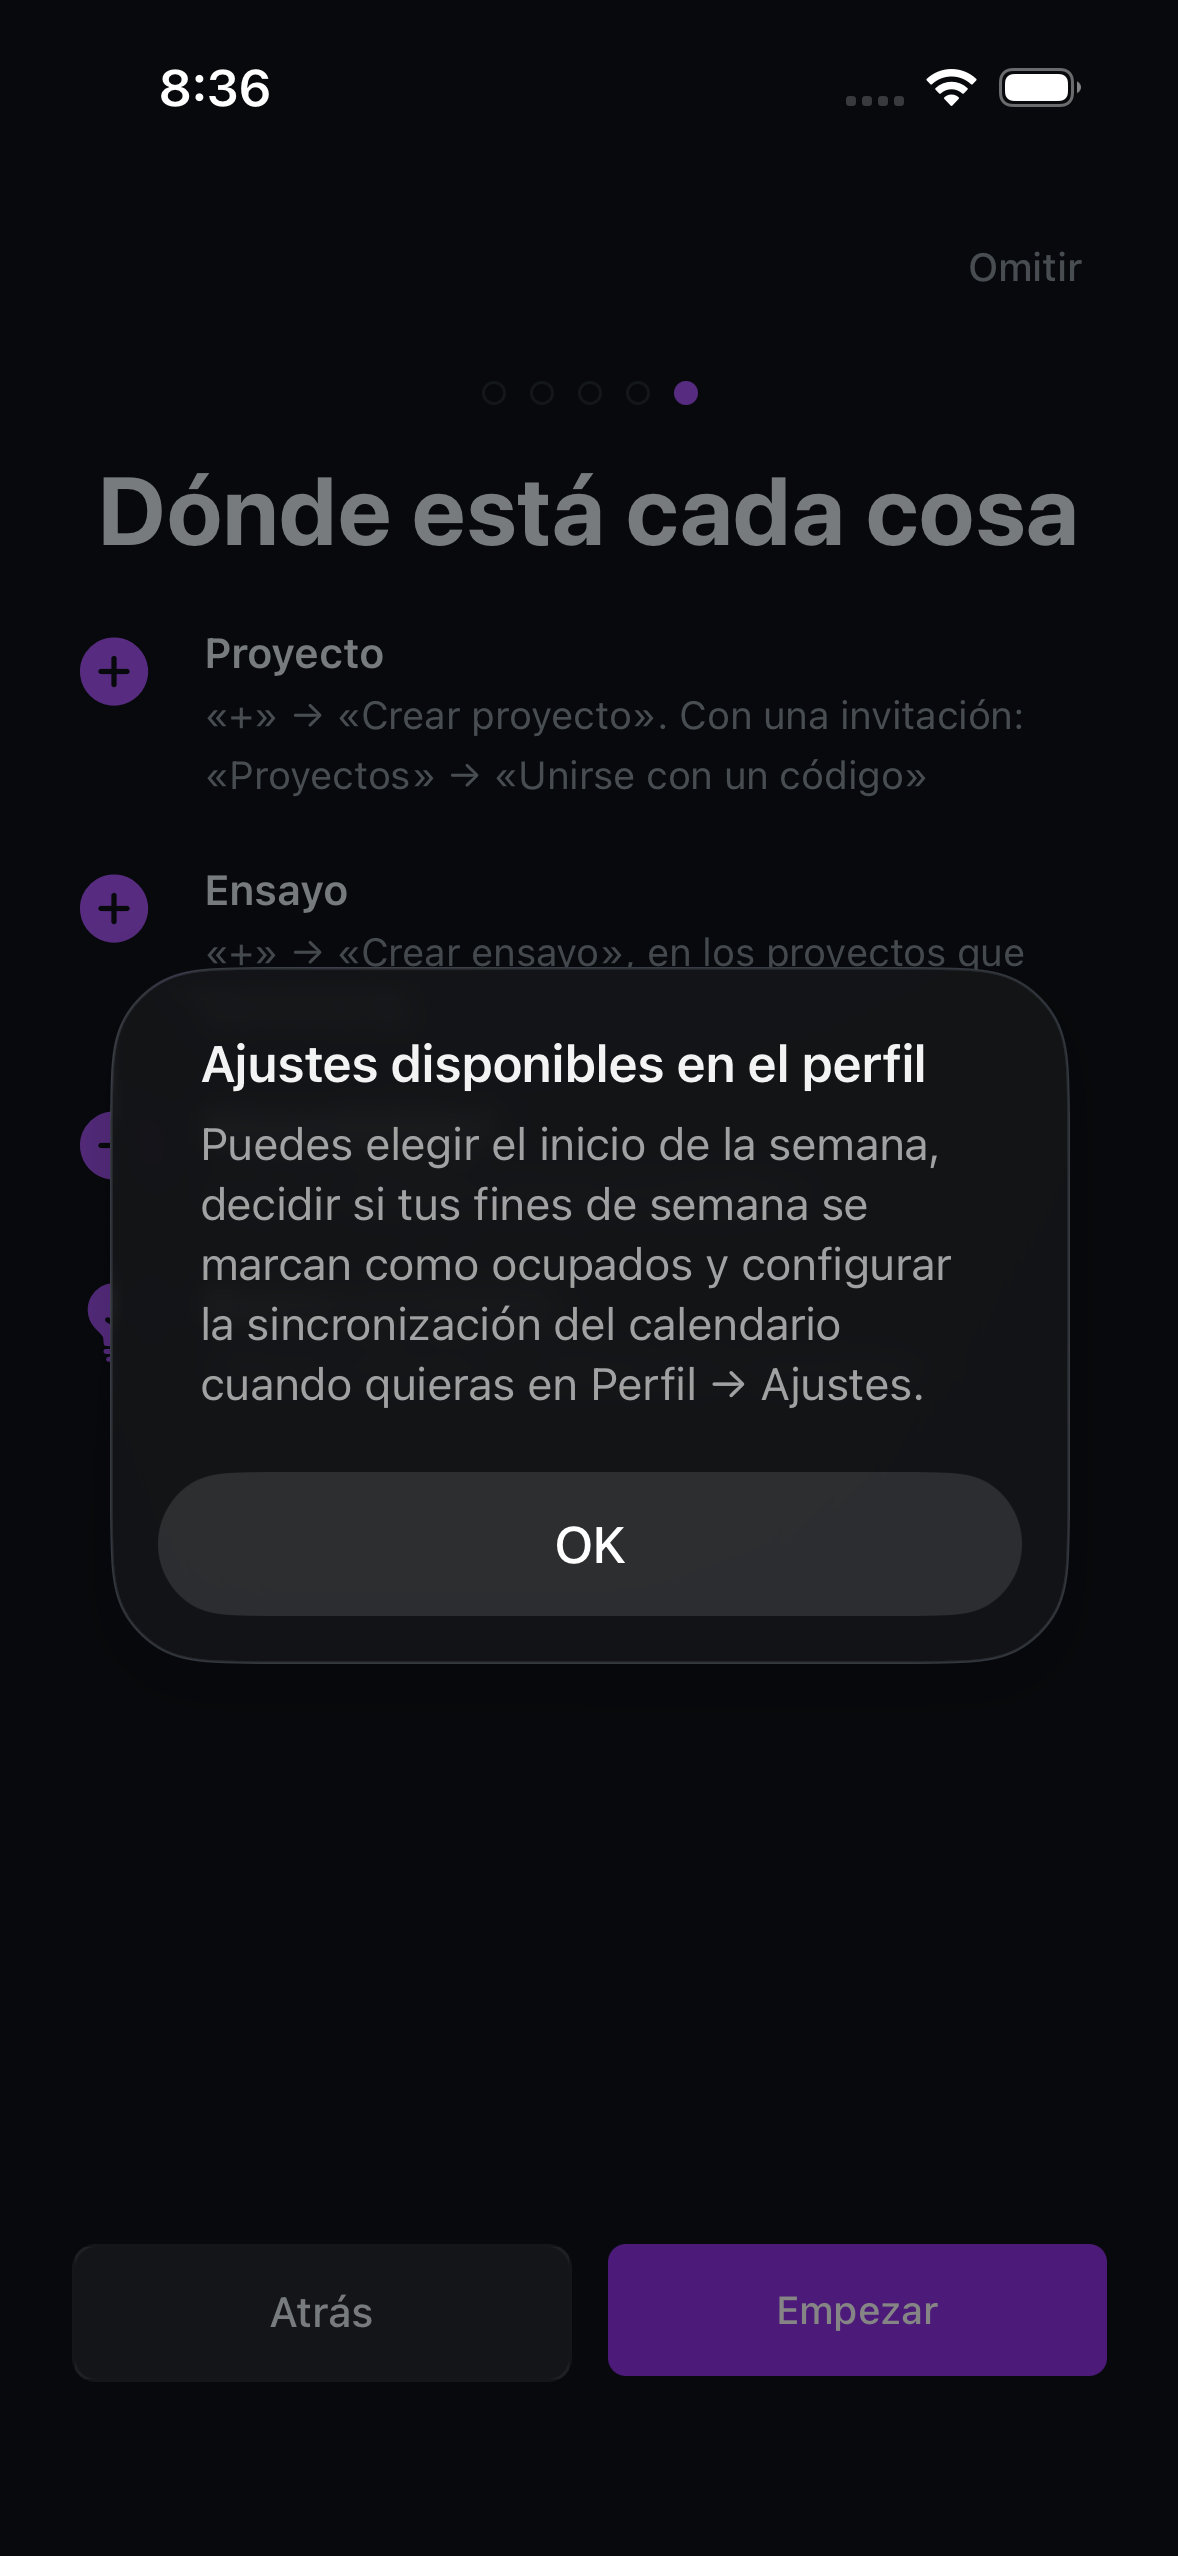 8:36
Omitir
Dónde está cada cosa
Proyecto
«+» → «Crear proyecto». Con una invitación:
«Proyectos» → «Unirse con un código»
Ensayo
«+» → «Crear ensayo», en los proyectos que
Ajustes disponibles en el perfil
Puedes elegir el inicio de la semana,
decidir si tus fines de semana se
marcan como ocupados y configurar
la sincronización del calendario
cuando quieras en Perfil → Ajustes.
OK
Atrás
Empezar